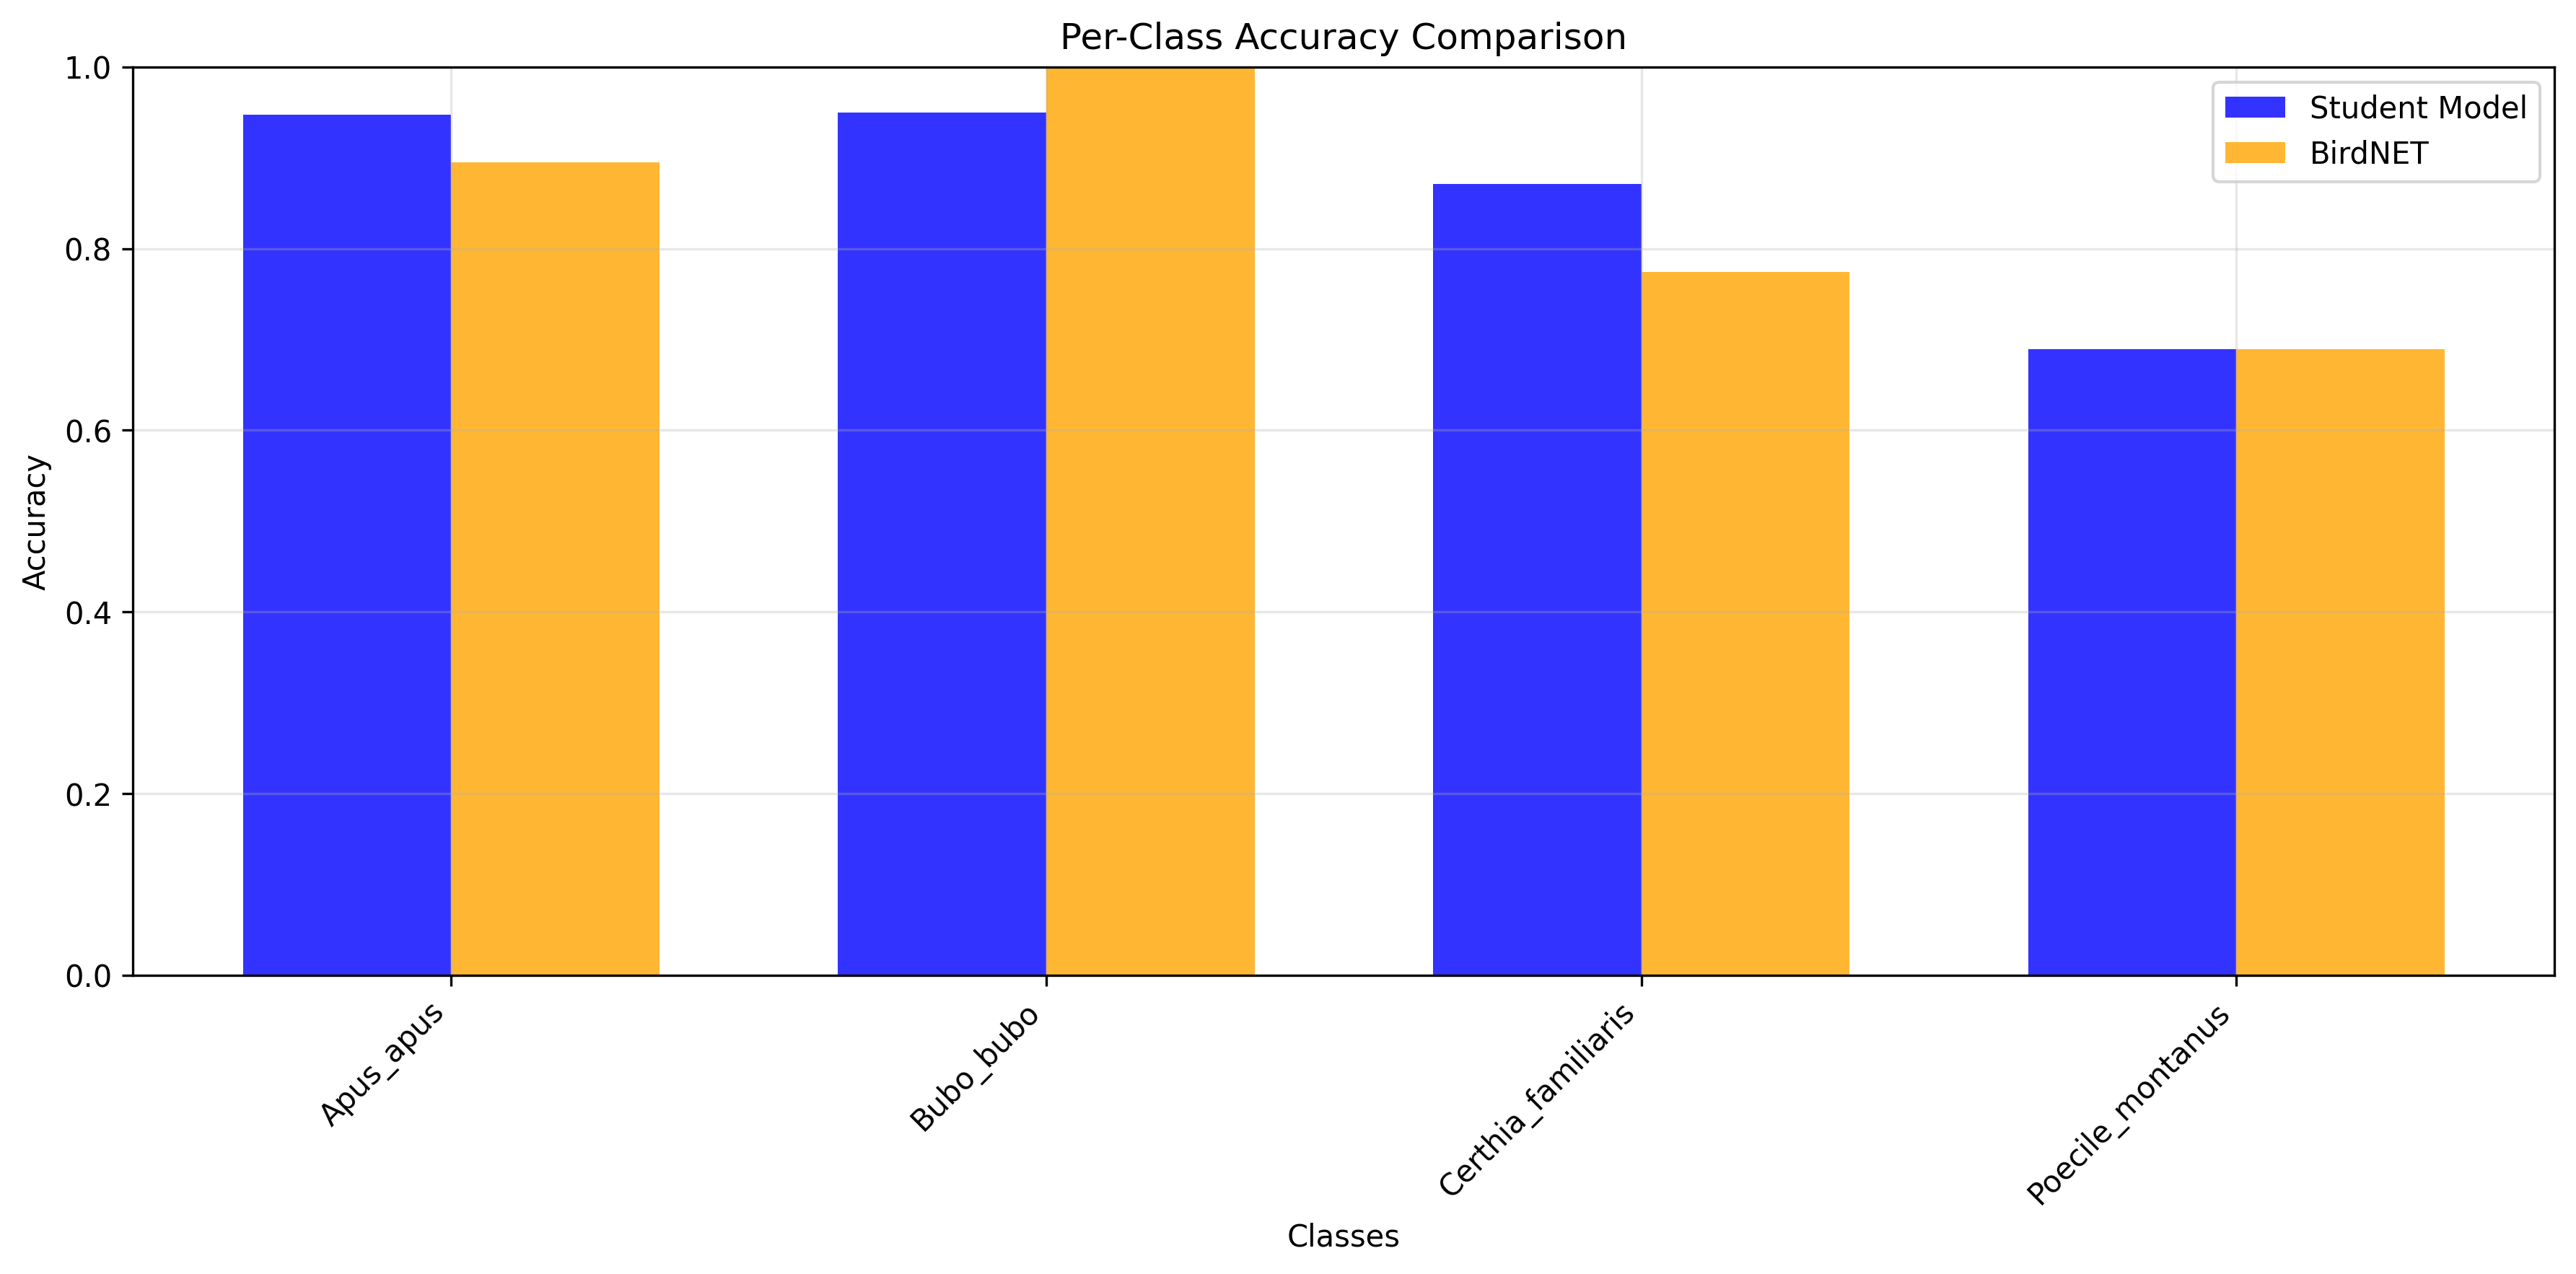 Per-Class Accuracy Comparison
Student Model
BirdNET
Accuracy
1.0
0.8
0.6
0.4
0.2
0.0
Apus_apus
Bubo_bubo
Certhia_familiaris
Poecile_montanus
Classes